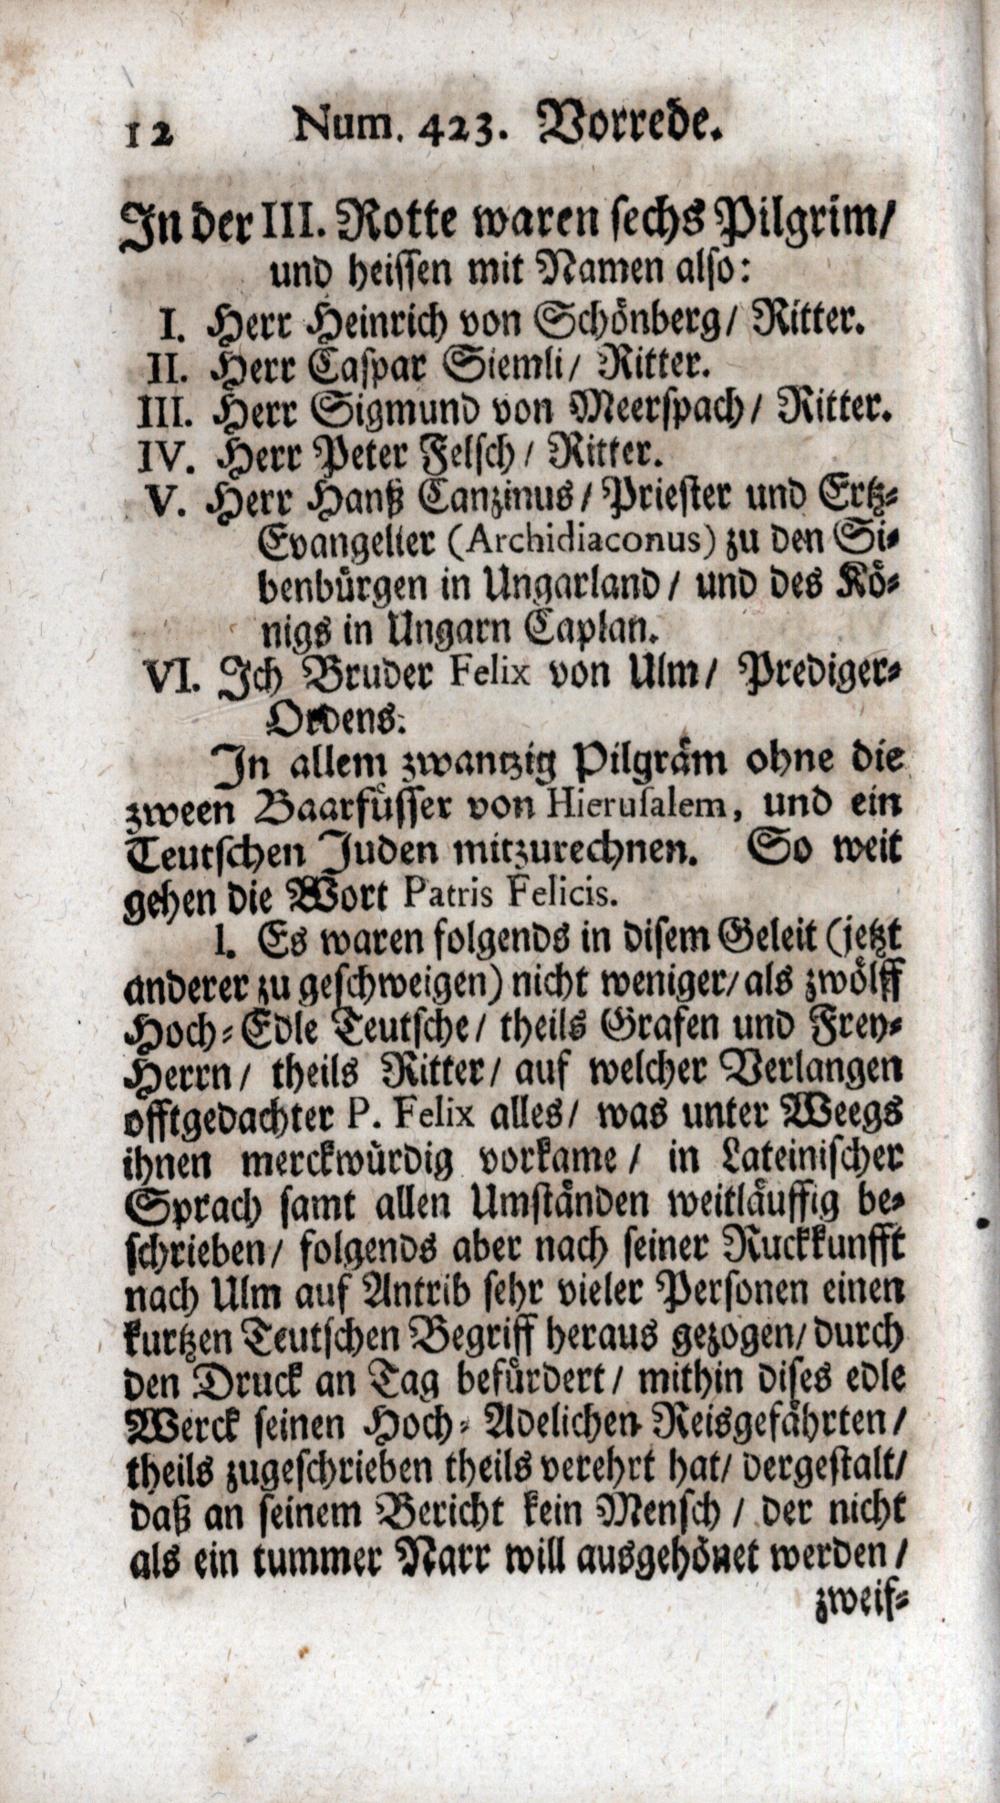 12 Num. 423. Vorrede.
In der III. Rotte waren sechs Pilgrim/
und heissen mit Namen also:
I. Herr Heinrich von Schönberg/ Ritter.
II. Herr Caspar Siemli/ Ritter.
III. Herr Sigmund von Meerspach/ Ritter.
IV. Herr Peter Felsch/ Ritter.
V. Herr Hanß Canzinus/ Priester und Ertz-
Evangelier (Archidiaconus) zu den Si-
benbürgen in Ungarland/ und des Kö-
nigs in Ungarn Caplan.
VI. Ich Bruder Felix von Ulm/ Prediger-
Ordens.
In allem zwantzig Pilgräm ohne die
zween Baarfüsser von Hierusalem, und ein
Teutschen Juden mitzurechnen. So weit
gehen die Wort Patris Felicis.
l. Es waren folgends in disem Geleit (jetzt
anderer zu geschweigen) nicht weniger/ als zwölff
Hoch-Edle Teutsche/ theils Grafen und Frey-
Herrn/ theils Ritter/ auf welcher Verlangen
offtgedachter P. Felix alles/ was unter Weegs
ihnen merckwürdig vorkame/ in Lateinischer
Sprach samt allen Umständen weitläuffig be-
schrieben/ folgends aber nach seiner Ruckkunfft
nach Ulm auf Antrib sehr vieler Personen einen
kurtzen Teutschen Begriff heraus gezogen/ durch
den Druck an Tag befürdert/ mithin dises edle
Werck seinen Hoch-Adelichen Reisgefährten/
theils zugeschrieben theils verehrt hat/ dergestalt/
daß an seinem Bericht kein Mensch/ der nicht
als ein tummer Narr will ausgehönet werden/
zweif-